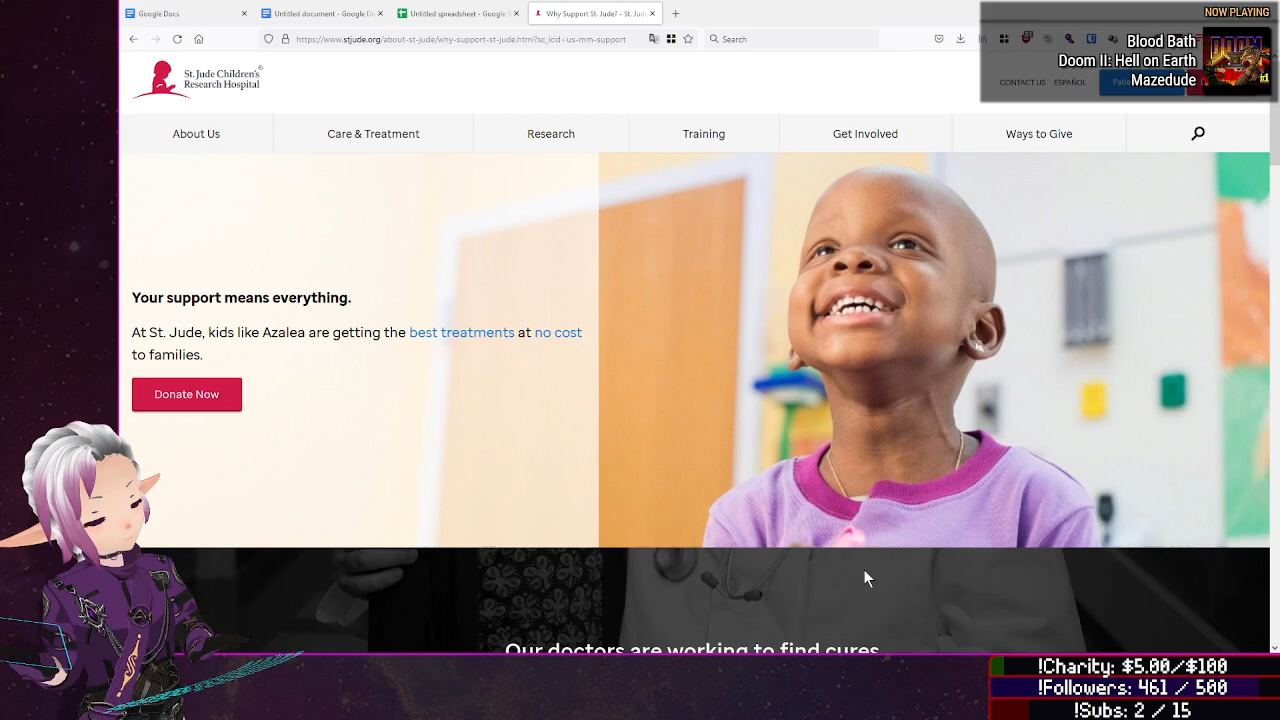 Google Docs
Untitled document - Google D
Untitled spreadsheet - Google S
Why Support St. Jude? - St. Jud
NOW PLAYING
https://www.stjude.org/about-st-jude/why-support-st-jude.html?sc_icid=us-mm-support
Search
Blood Bath
Doom II: Hell on Earth
Mazedude
St. Jude Children's
Research Hospital
CONTACT US
ESPAÑOL
About Us
Care & Treatment
Research
Training
Get Involved
Ways to Give
Your support means everything.
At St. Jude, kids like Azalea are getting the best treatments at no cost
to families.
Donate Now
Our doctors are working to find cures
!Charity: $5.00/$100
!Followers: 461 / 500
!Subs: 2 / 15